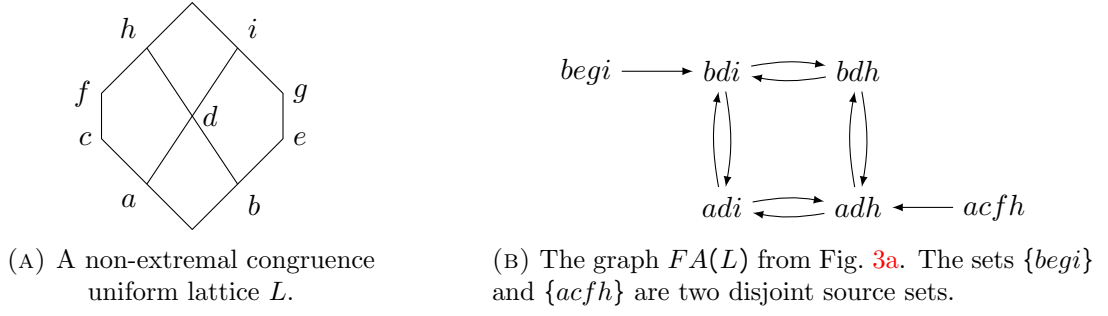 h i
f g
c d e
a b
begi bdi bdh
adi adh acfh
(A) A non-extremal congruence
uniform lattice L.
(B) The graph FA(L) from Fig. 3a. The sets {begi}
and {acfh} are two disjoint source sets.